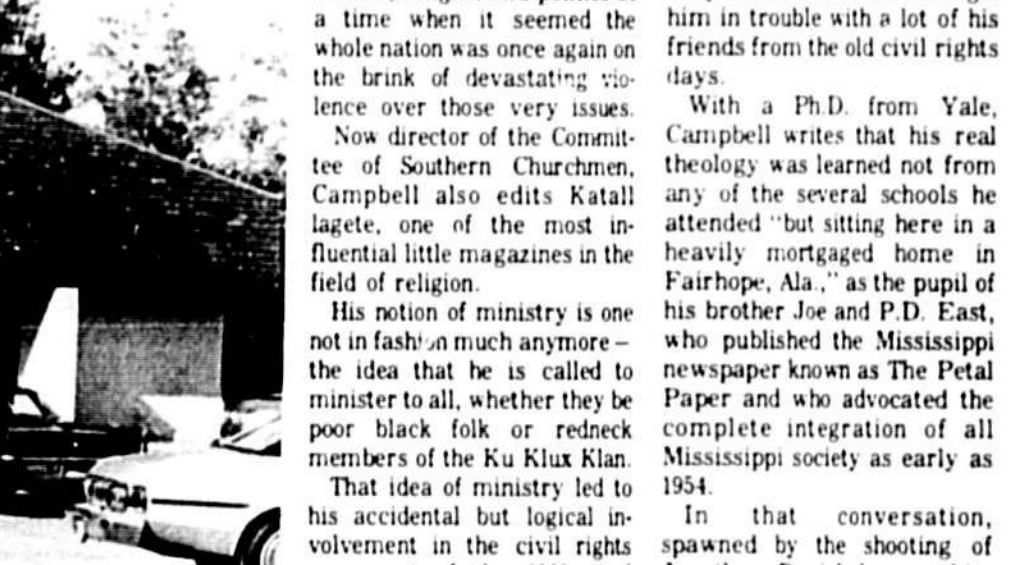 a time when it seemed the
whole nation was once again on
the brink of devastating vio-
lence over those very issues.
Now director of the Commit-
tee of Southern Churchmen,
Campbell also edits Katall
lagete, one of the most in-
fluential little magazines in the
field of religion.
His notion of ministry is one
not in fashion much anymore —
the idea that he is called to
minister to all, whether they be
poor black folk or redneck
members of the Ku Klux Klan.
That idea of ministry led to
his accidental but logical in-
volvement in the civil rights
him in trouble with a lot of his
friends from the old civil rights
days.
With a Ph.D. from Yale,
Campbell writes that his real
theology was learned not from
any of the several schools he
attended "but sitting here in a
heavily mortgaged home in
Fairhope, Ala.," as the pupil of
his brother Joe and P.D. East,
who published the Mississippi
newspaper known as The Petal
Paper and who advocated the
complete integration of all
Mississippi society as early as
1954.
In that conversation,
spawned by the shooting of